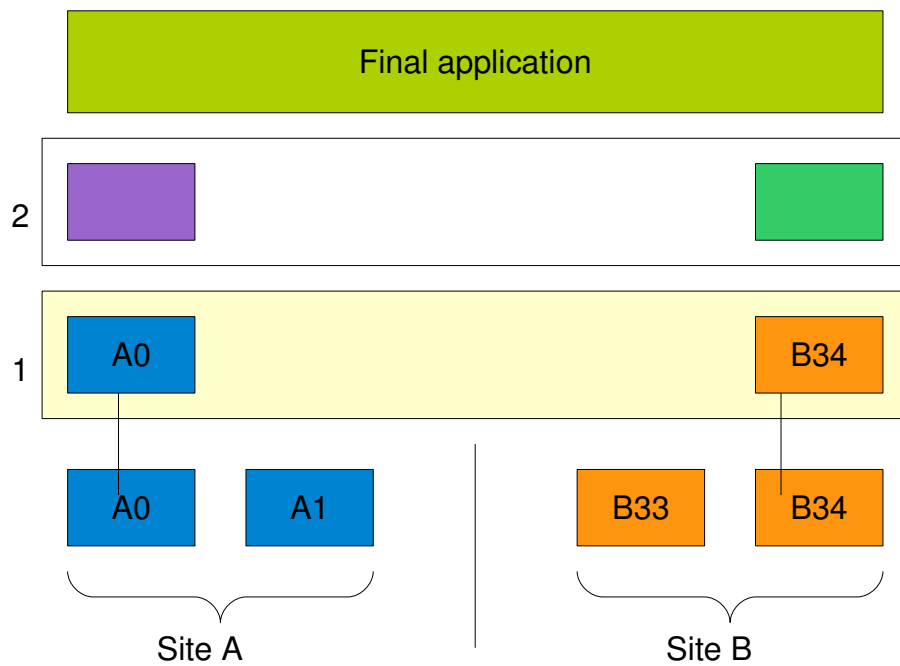 Final application
2
1
A0
B34
A0
A1
B33
B34
Site A
Site B